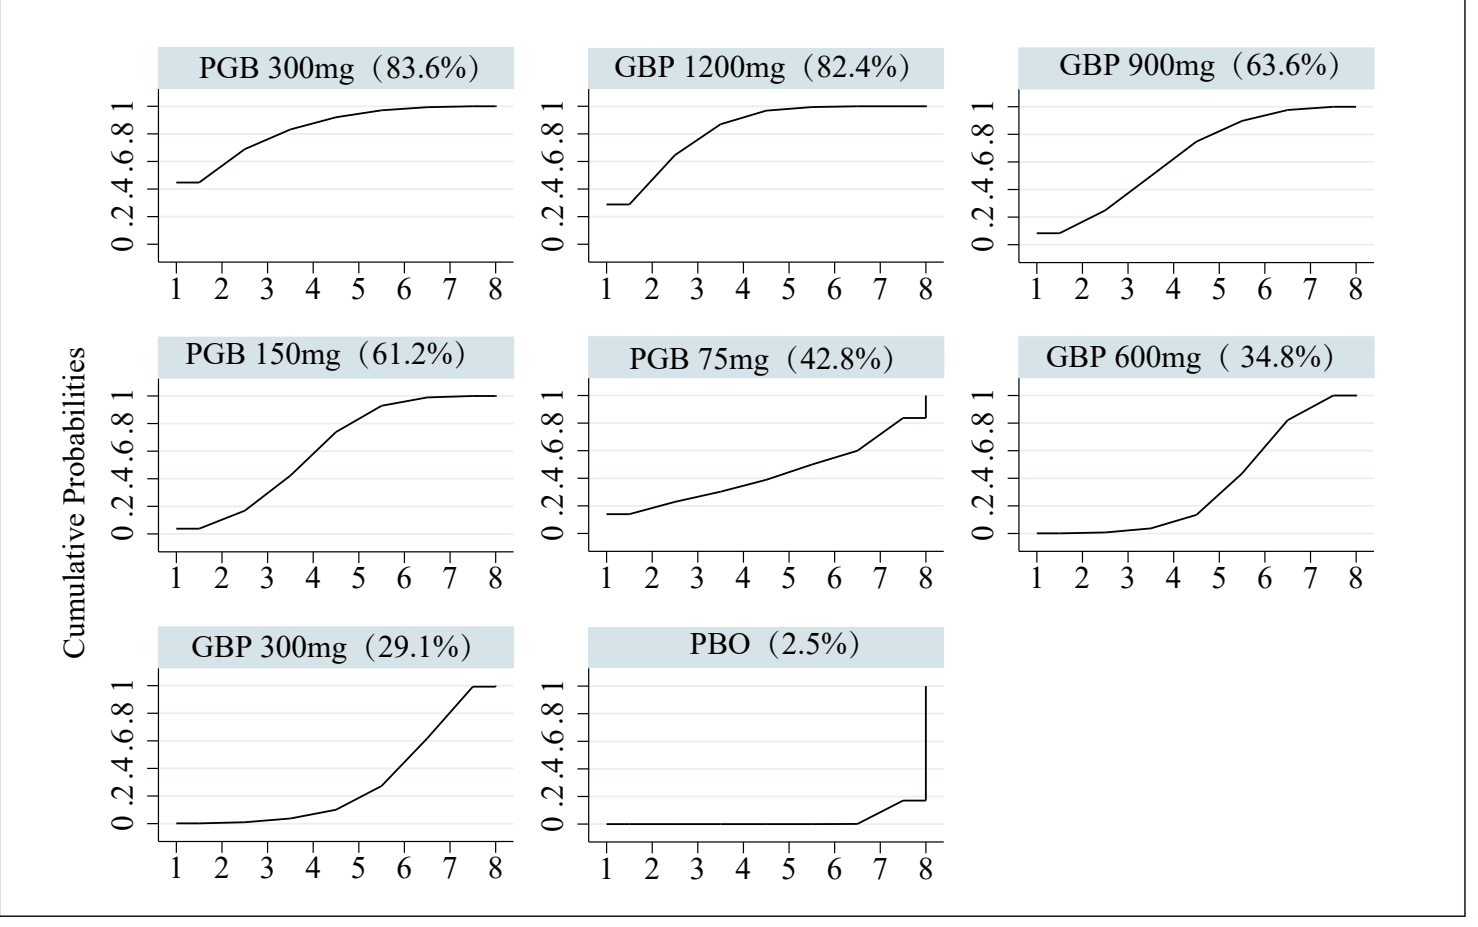 PGB 300mg（83.6%）
GBP 1200mg（82.4%）
GBP 900mg（63.6%）
0 .2 .4 .6 .8 1
1 2 3 4 5 6 7 8
0 .2 .4 .6 .8 1
1 2 3 4 5 6 7 8
0 .2 .4 .6 .8 1
1 2 3 4 5 6 7 8
Cumulative Probabilities
PGB 150mg（61.2%）
PGB 75mg（42.8%）
GBP 600mg（ 34.8%）
0 .2 .4 .6 .8 1
1 2 3 4 5 6 7 8
0 .2 .4 .6 .8 1
1 2 3 4 5 6 7 8
0 .2 .4 .6 .8 1
1 2 3 4 5 6 7 8
GBP 300mg（29.1%）
PBO（2.5%）
0 .2 .4 .6 .8 1
1 2 3 4 5 6 7 8
0 .2 .4 .6 .8 1
1 2 3 4 5 6 7 8